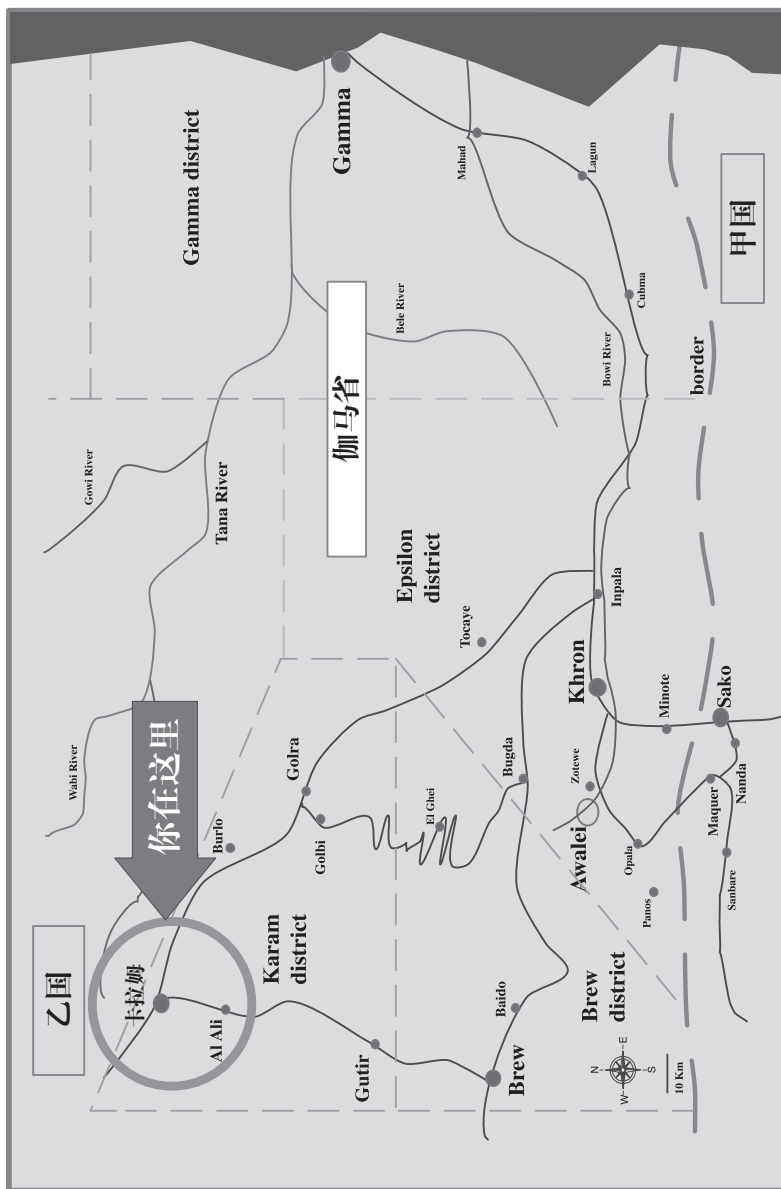 乙国
Wabi River
Gowi River
卡拉姆
你在这里
Gamma district
Al Ali
Burlo
Tana River
Karam
district
Golra
Golbi
Gamma
伽马省
Gutir
Bele River
Epsilon
district
El Ghei
Mahad
Tocaye
Baido
Bugda
Brew
Awalei
Zotewe
Khron
Lagun
Brew
district
N
W
E
S
Bowi River
Inpala
Opala
Cubma
Panos
Minote
10 Km
border
Maquer
Sako
Sanbare
Nanda
甲国